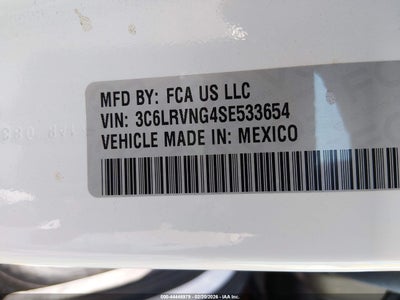 MFD BY: FCA US LLC
VIN: 3C6LRVNG4SE533654
VEHICLE MADE IN: MEXICO